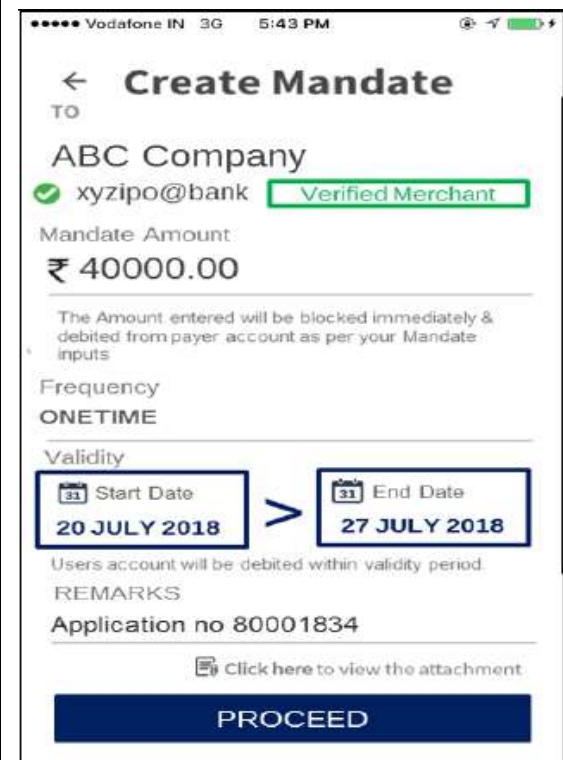 Vodafone IN 3G 5:43 PM
← Create Mandate
TO
ABC Company
xyzipo@bank Verified Merchant
Mandate Amount
₹ 40000.00
The Amount entered will be blocked immediately &
debited from payer account as per your Mandate
inputs
Frequency
ONETIME
Validity
31 Start Date > 31 End Date
20 JULY 2018 27 JULY 2018
Users account will be debited within validity period
REMARKS
Application no 80001834
Click here to view the attachment
PROCEED